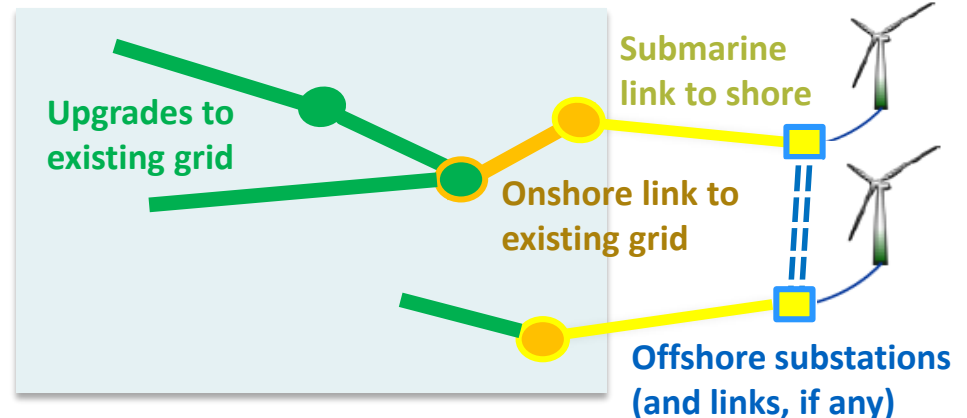 Submarine
link to shore
Upgrades to
existing grid
Onshore link to
existing grid
Offshore substations
(and links, if any)